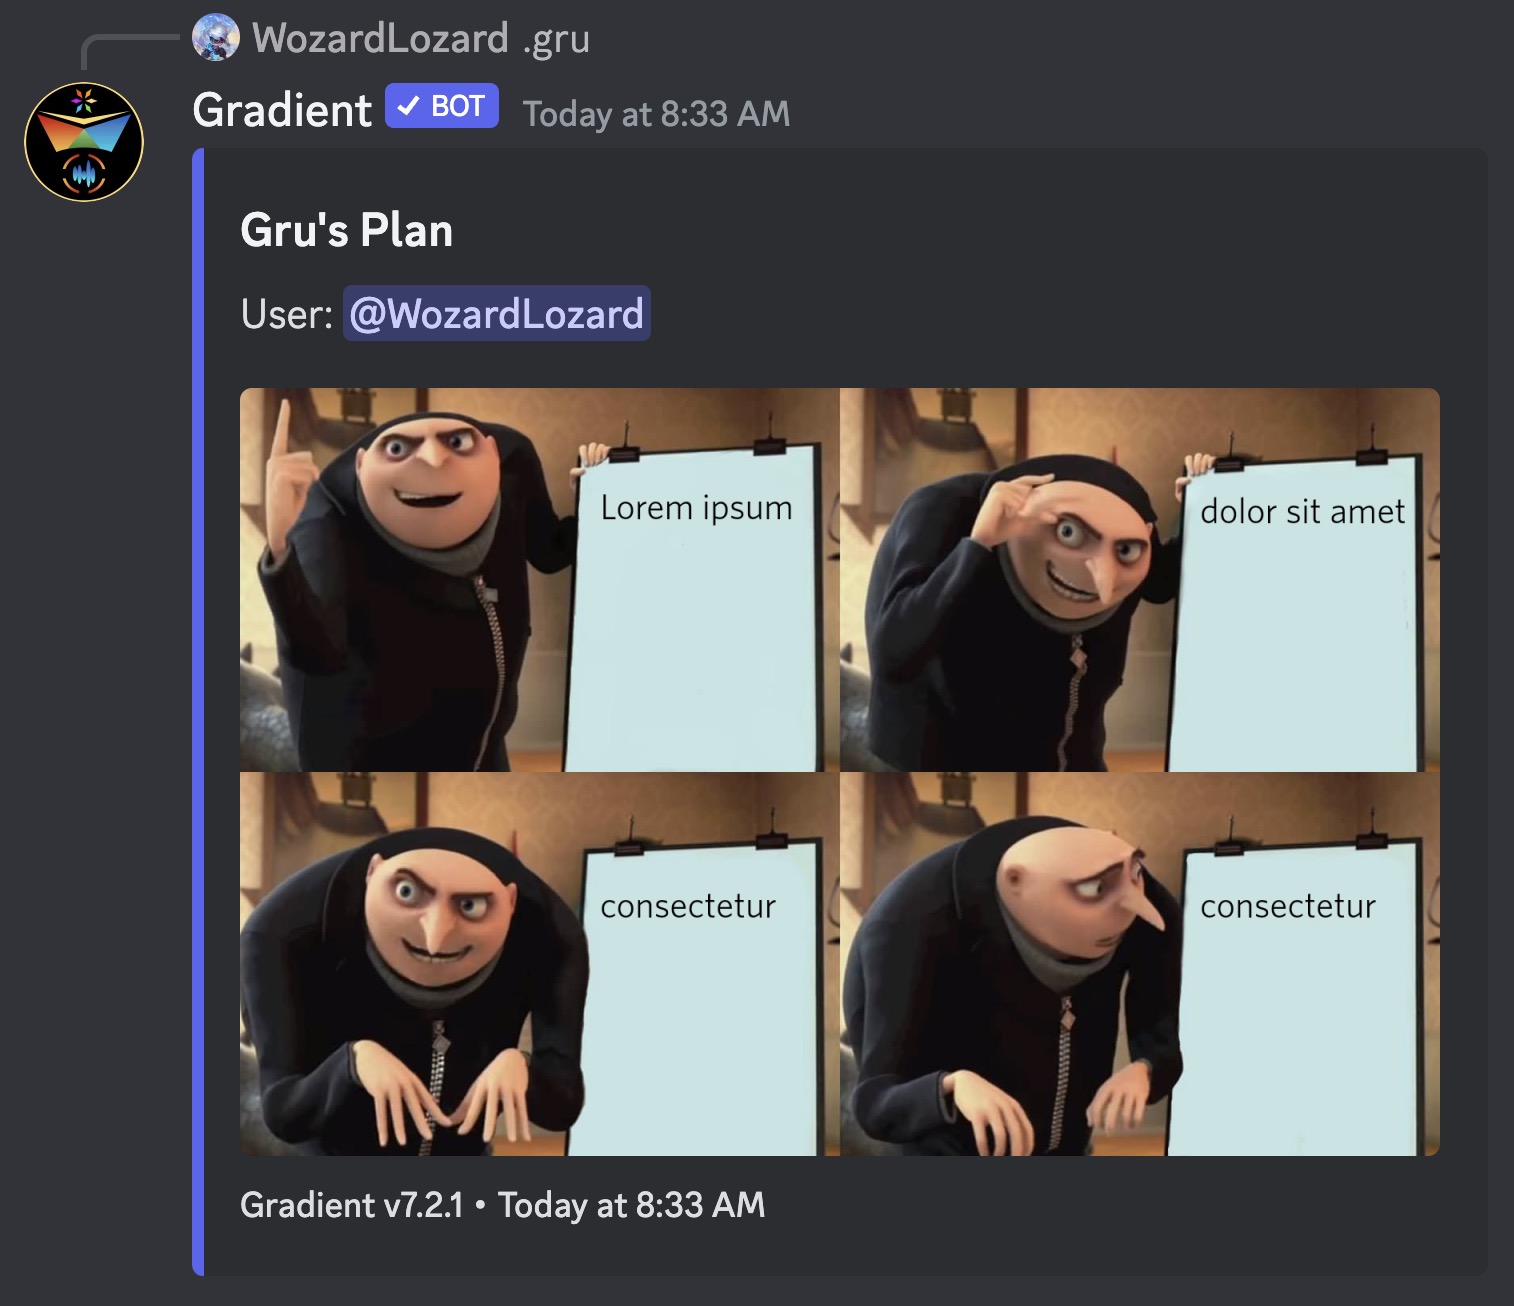 WozardLozard .gru
Gradient ✓ BOT Today at 8:33 AM
Gru's Plan
User: @WozardLozard
Lorem ipsum
dolor sit amet
consectetur
consectetur
Gradient v7.2.1 • Today at 8:33 AM